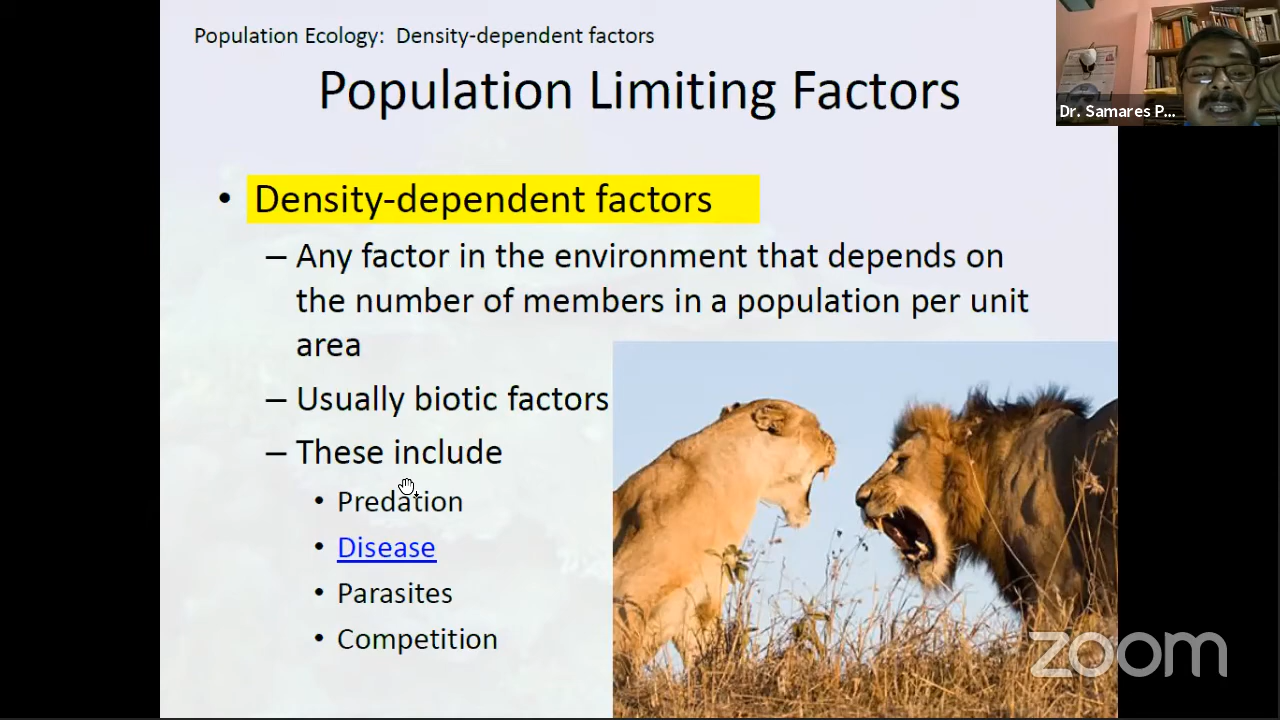 Population Ecology: Density-dependent factors
Population Limiting Factors
• Density-dependent factors
– Any factor in the environment that depends on
the number of members in a population per unit
area
– Usually biotic factors
– These include
• Predation
• Disease
• Parasites
• Competition
Dr. Samares P...
zoom